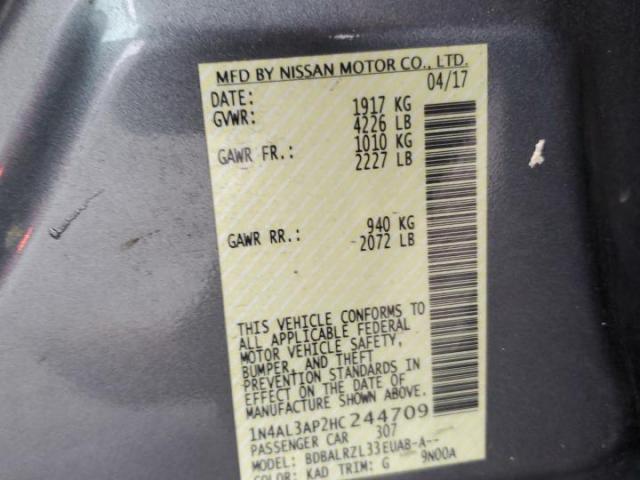 MFD BY NISSAN MOTOR CO., LTD.
DATE: 04/17
GVWR: 1917 KG
4226 LB
GAWR FR.: 1010 KG
2227 LB
GAWR RR.: 940 KG
2072 LB
THIS VEHICLE CONFORMS TO
ALL APPLICABLE FEDERAL
MOTOR VEHICLE SAFETY,
BUMPER, AND THEFT
PREVENTION STANDARDS IN
EFFECT ON THE DATE OF
MANUFACTURE SHOWN ABOVE.
1N4AL3AP2HC244709
PASSENGER CAR 307
MODEL: BDBALRZL33EUA8-A--
COLOR: KAD TRIM: G 9N00A